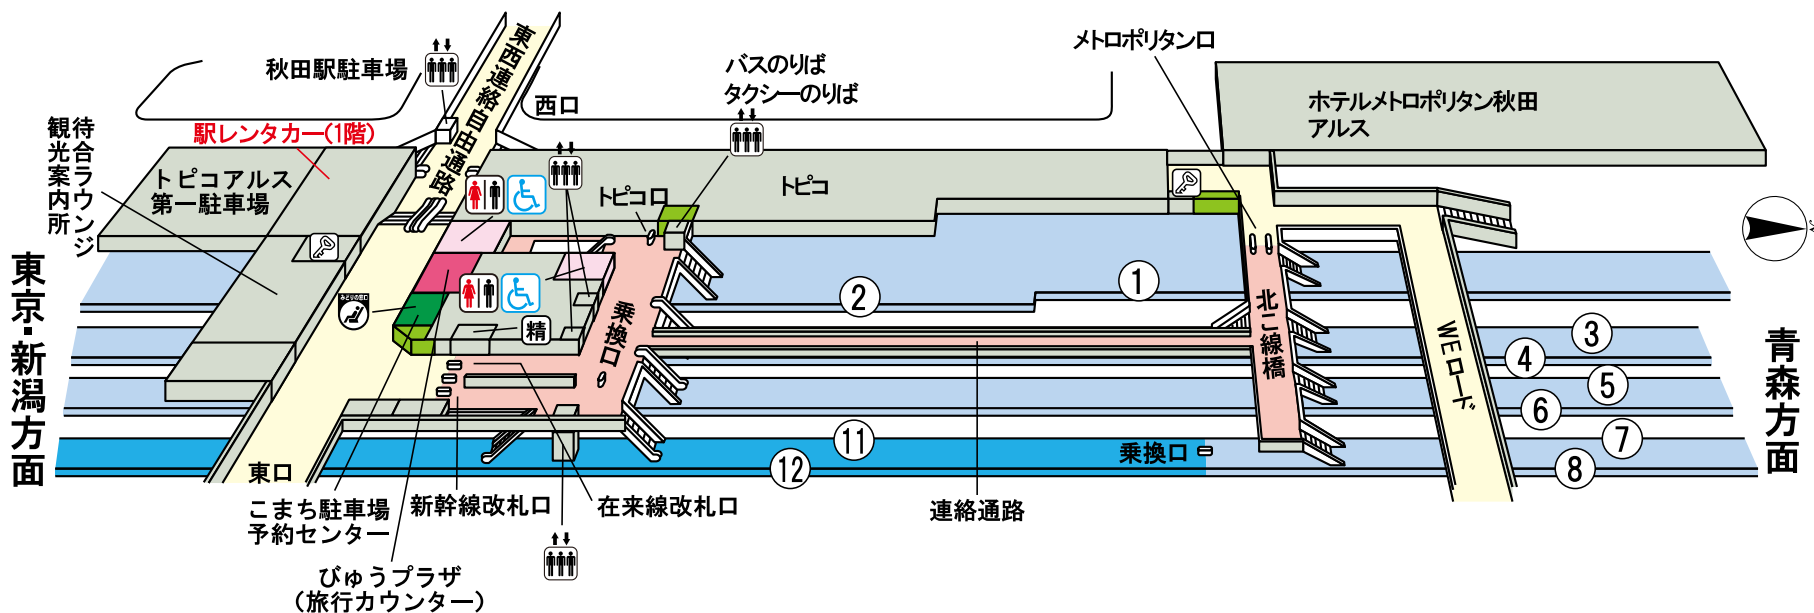 東西連絡自由通路
秋田駅駐車場
西口
バスのりば
タクシーのりば
メトロポリタン口
ホテルメトロポリタン秋田
アルス
待合ラウンジ
観光案内所
駅レンタカー(1階)
トピコアルス
第一駐車場
トピコ口
トピコ
東京・新潟方面
青森方面
みどりの窓口
精
乗換口
北こ線橋
WEロード
1
2
3
4
5
6
7
8
11
12
乗換口
東口
こまち駐車場
予約センター
新幹線改札口
在来線改札口
連絡通路
びゅうプラザ
(旅行カウンター)